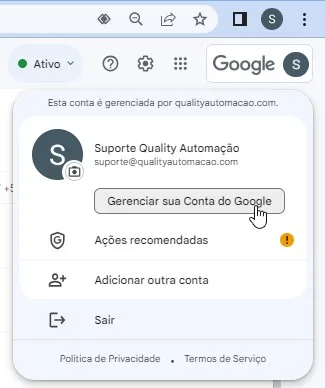 S
Ativo
Google S
Esta conta é gerenciada por qualityautomacao.com.
S
Suporte Quality Automação
suporte@qualityautomacao.com
Gerenciar sua Conta do Google
Ações recomendadas
Adicionar outra conta
Sair
Política de Privacidade • Termos de Serviço